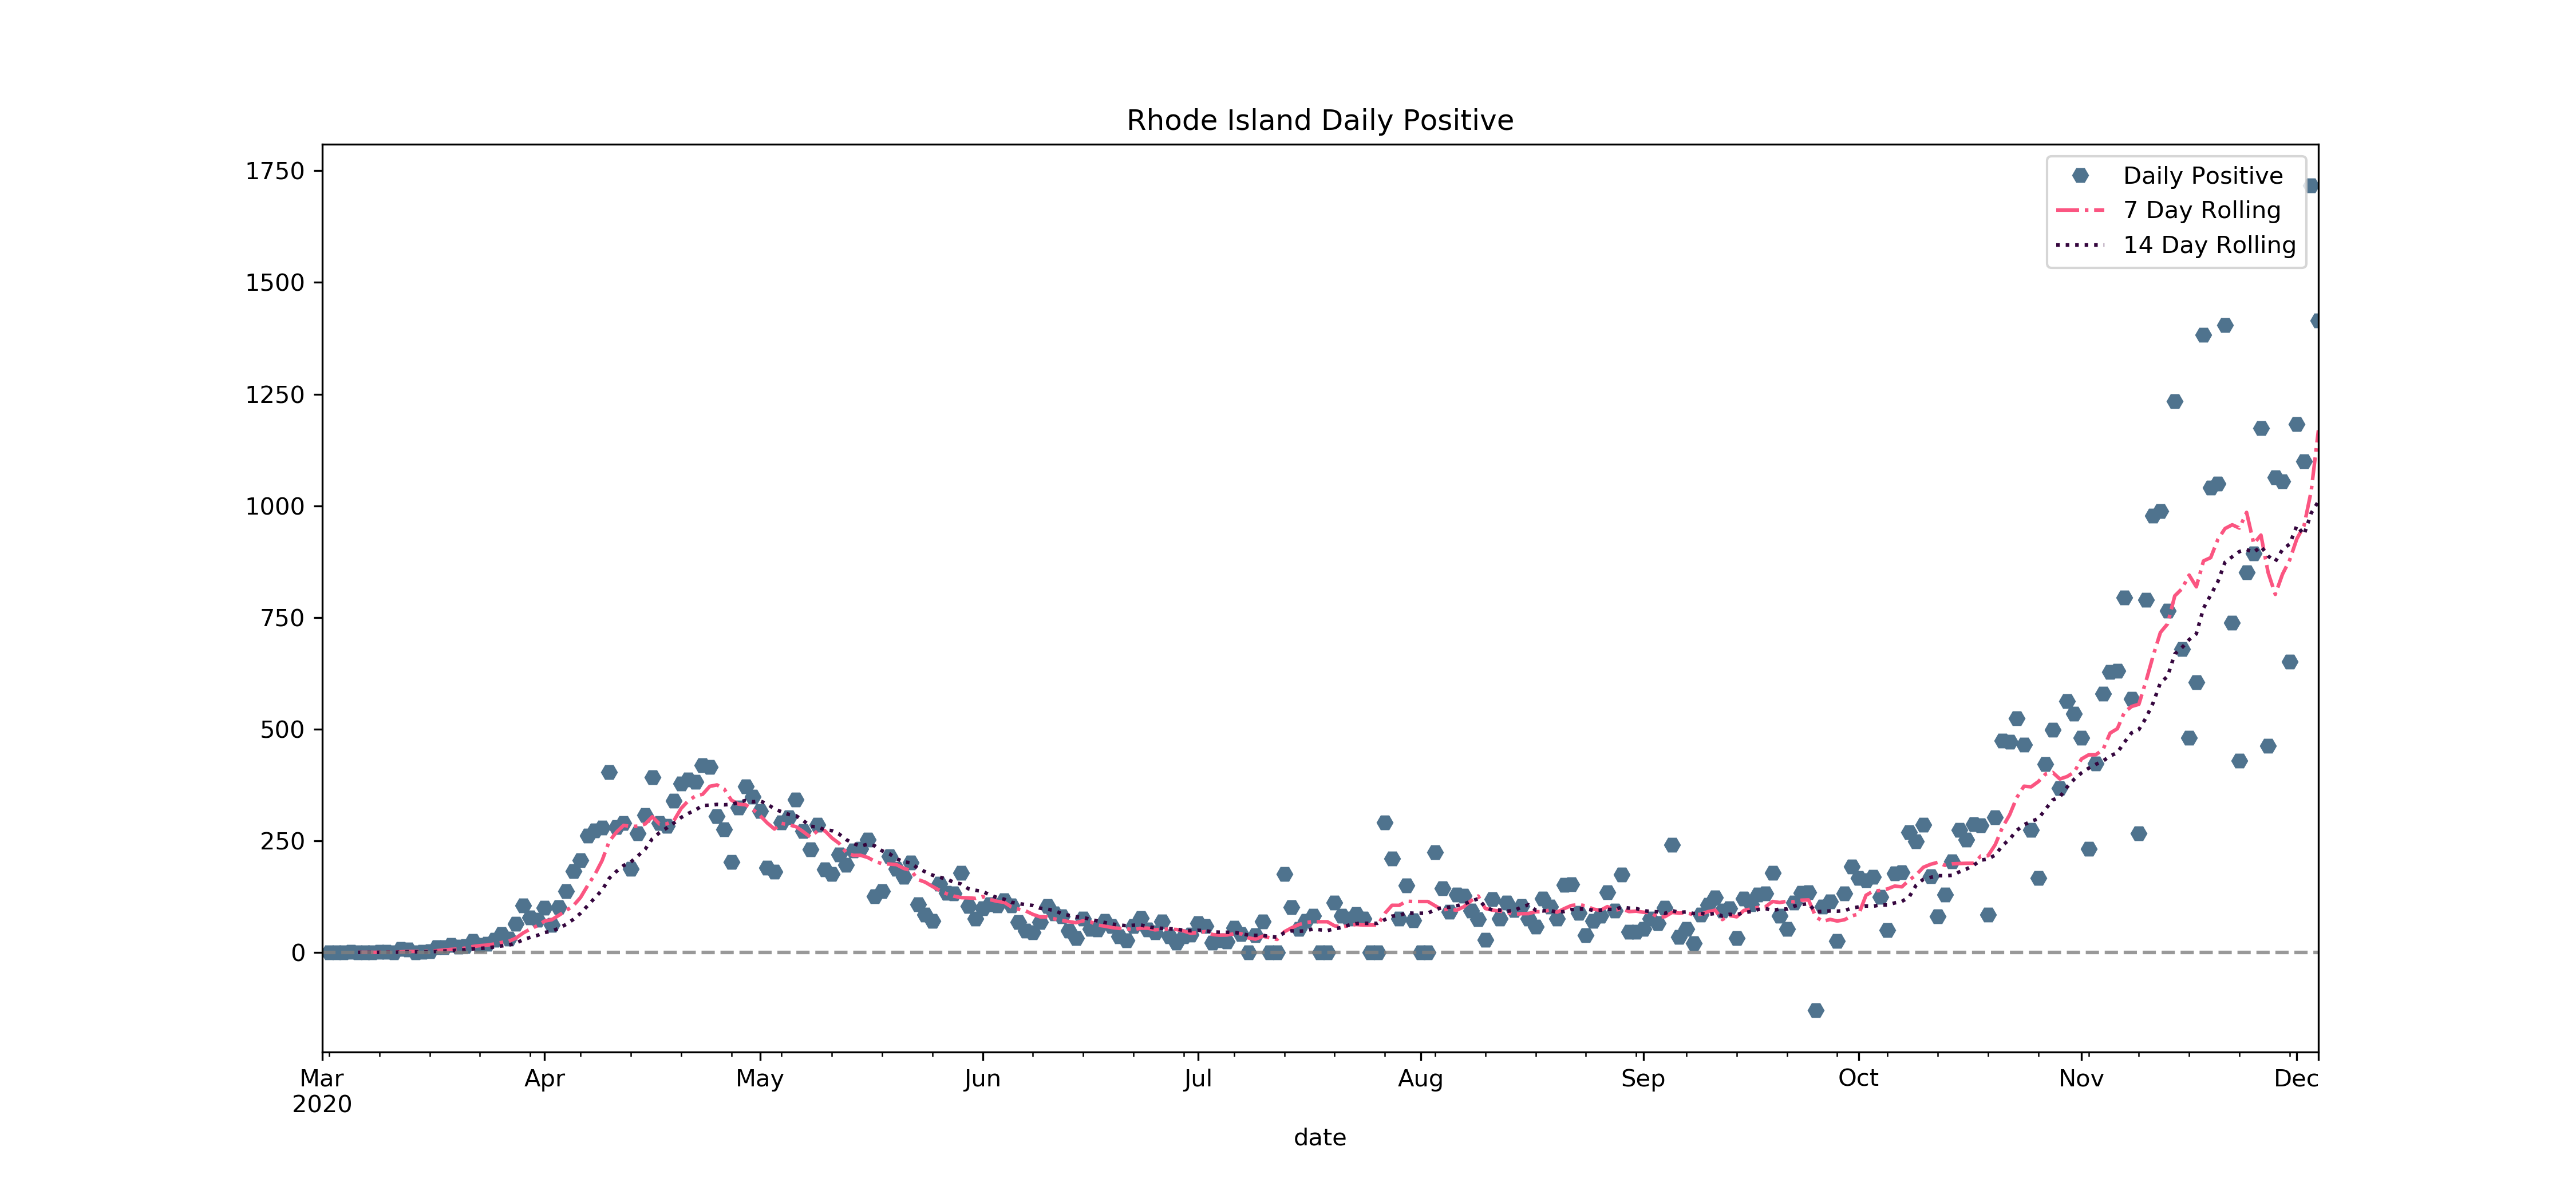 Rhode Island Daily Positive
1750
1500
1250
1000
750
500
250
0
Daily Positive
7 Day Rolling
14 Day Rolling
Mar
2020
Apr
May
Jun
Jul
Aug
Sep
Oct
Nov
Dec
date